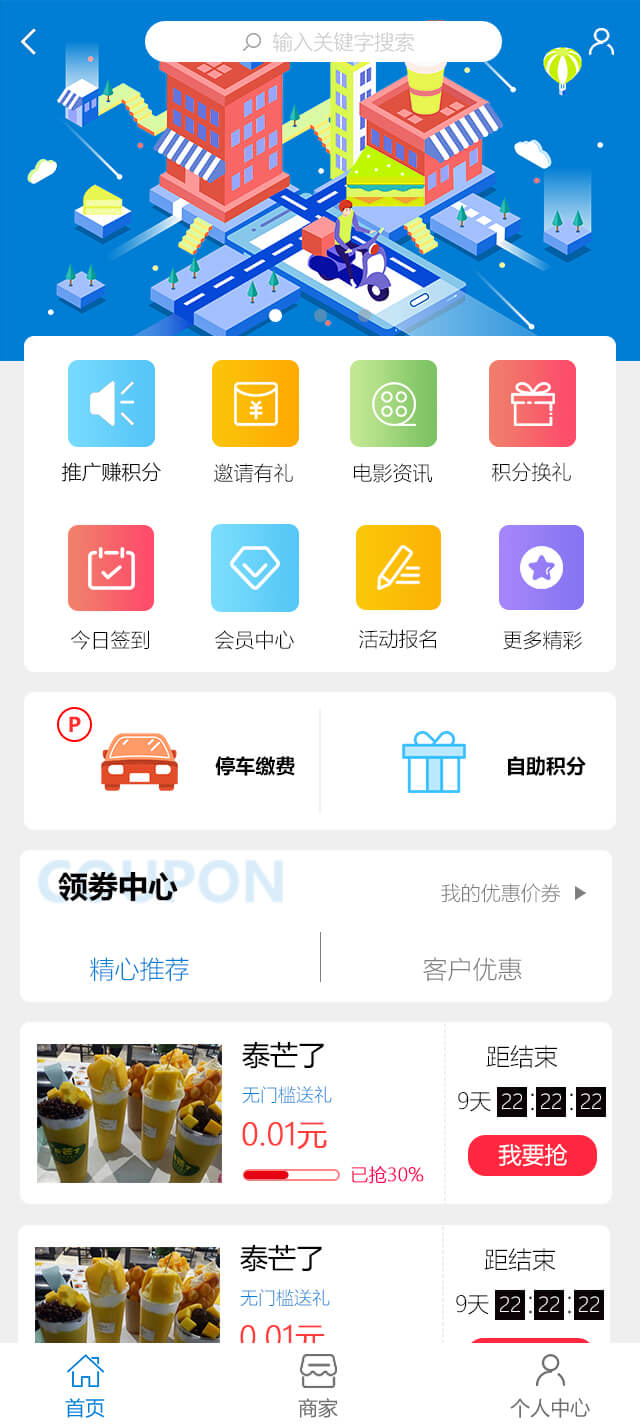 输入关键字搜索
推广赚积分
邀请有礼
电影资讯
积分换礼
¥
今日签到
会员中心
活动报名
更多精彩
P
停车缴费
自助积分
COUPON
领券中心
我的优惠价券
精心推荐
客户优惠
泰芒了
无门槛送礼
0.01元
已抢30%
距结束
9天 22:22:22
我要抢
泰芒了
无门槛送礼
0.01元
距结束
9天 22:22:22
首页
商家
个人中心